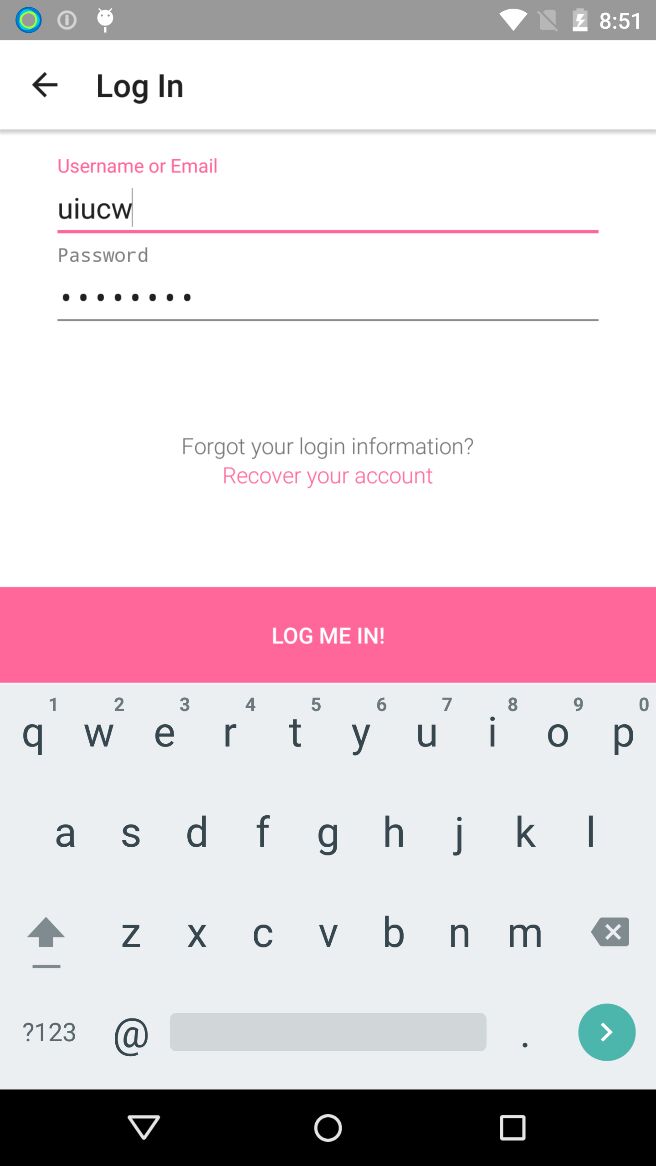 8:51
Log In
Username or Email
uiucw
Password
••••••••
Forgot your login information?
Recover your account
LOG ME IN!
1 2 3 4 5 6 7 8 9 0
q w e r t y u i o p
a s d f g h j k l
z x c v b n m
?123 @ .